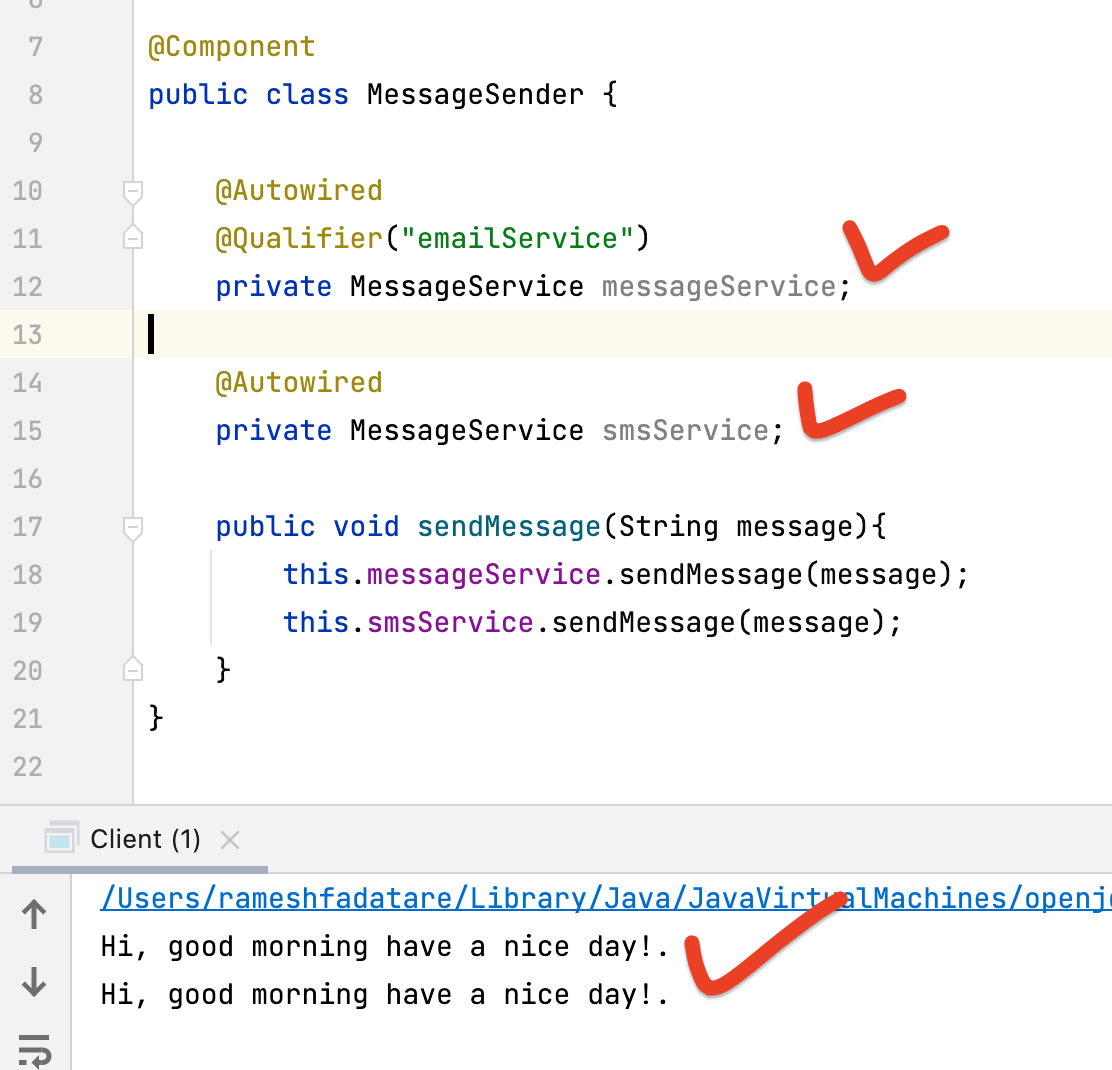 6
7 @Component
8 public class MessageSender {
9
10 @Autowired
11 @Qualifier("emailService")
12 private MessageService messageService;
13
14 @Autowired
15 private MessageService smsService;
16
17 public void sendMessage(String message){
18 this.messageService.sendMessage(message);
19 this.smsService.sendMessage(message);
20 }
21 }
22
Client (1)
/Users/rameshfadatare/Library/Java/JavaVirtualMachines/openj
Hi, good morning have a nice day!.
Hi, good morning have a nice day!.